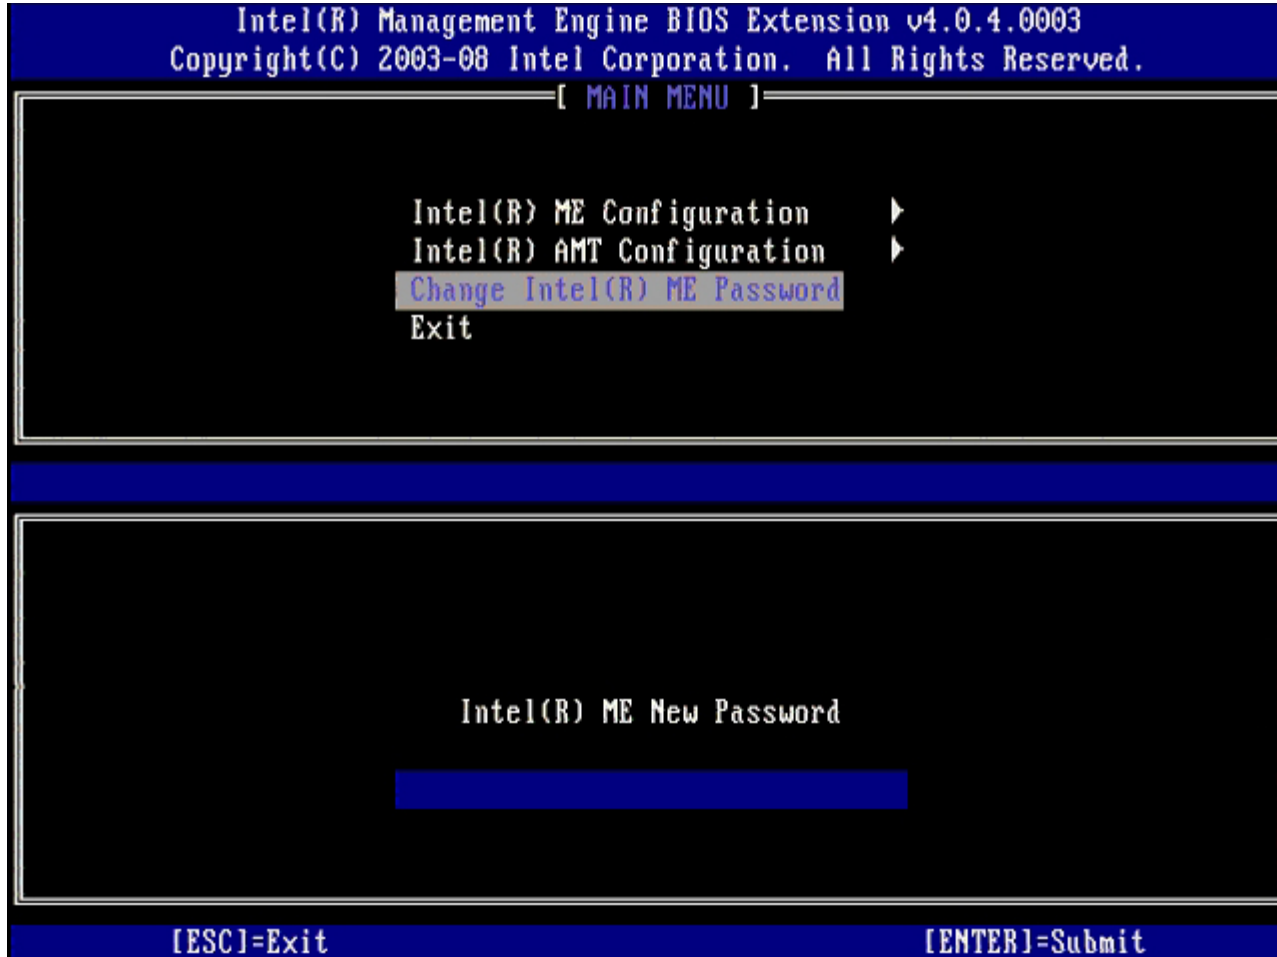 Intel(R) Management Engine BIOS Extension v4.0.4.0003
Copyright(C) 2003-08 Intel Corporation. All Rights Reserved.
[ MAIN MENU ]
Intel(R) ME Configuration
Intel(R) AMT Configuration
Change Intel(R) ME Password
Exit
Intel(R) ME New Password
[ESC]=Exit [ENTER]=Submit